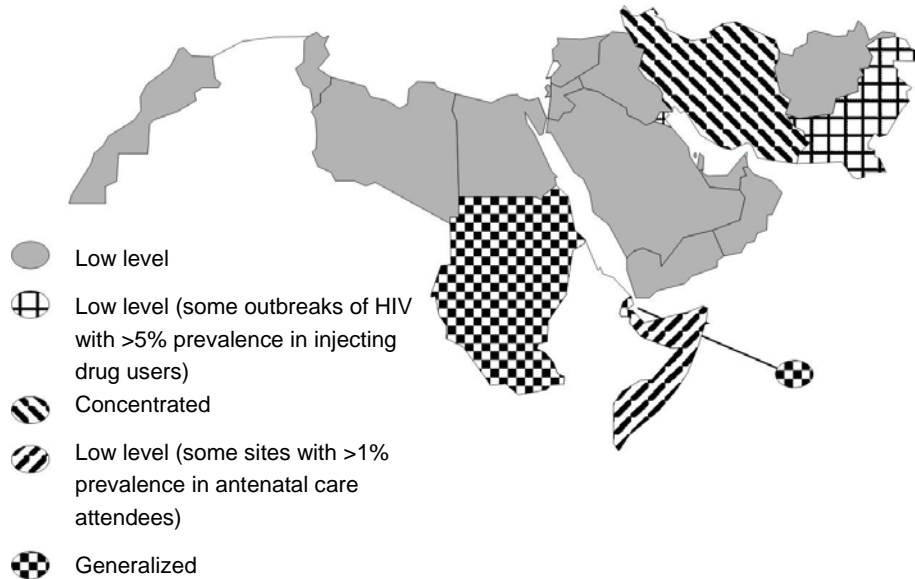 Low level
Low level (some outbreaks of HIV
with >5% prevalence in injecting
drug users)
Concentrated
Low level (some sites with >1%
prevalence in antenatal care
attendees)
Generalized